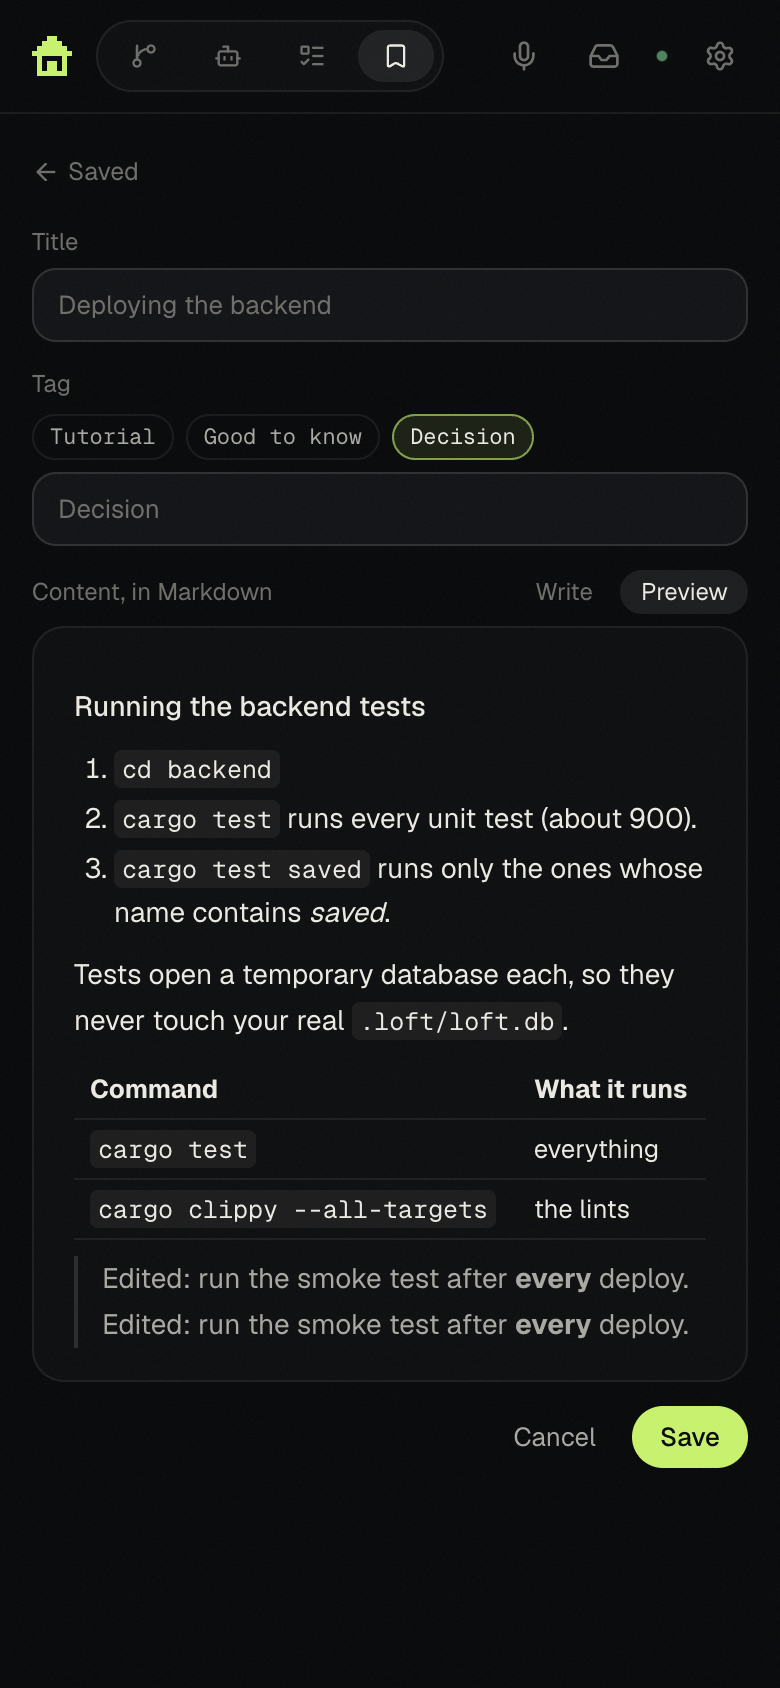 Saved
Title
Deploying the backend
Tag
Tutorial Good to know Decision
Decision
Content, in Markdown Write Preview
Running the backend tests
1. cd backend
2. cargo test runs every unit test (about 900).
3. cargo test saved runs only the ones whose
name contains saved.
Tests open a temporary database each, so they
never touch your real .loft/loft.db.
Command What it runs
cargo test everything
cargo clippy --all-targets the lints
Edited: run the smoke test after every deploy.
Edited: run the smoke test after every deploy.
Cancel Save